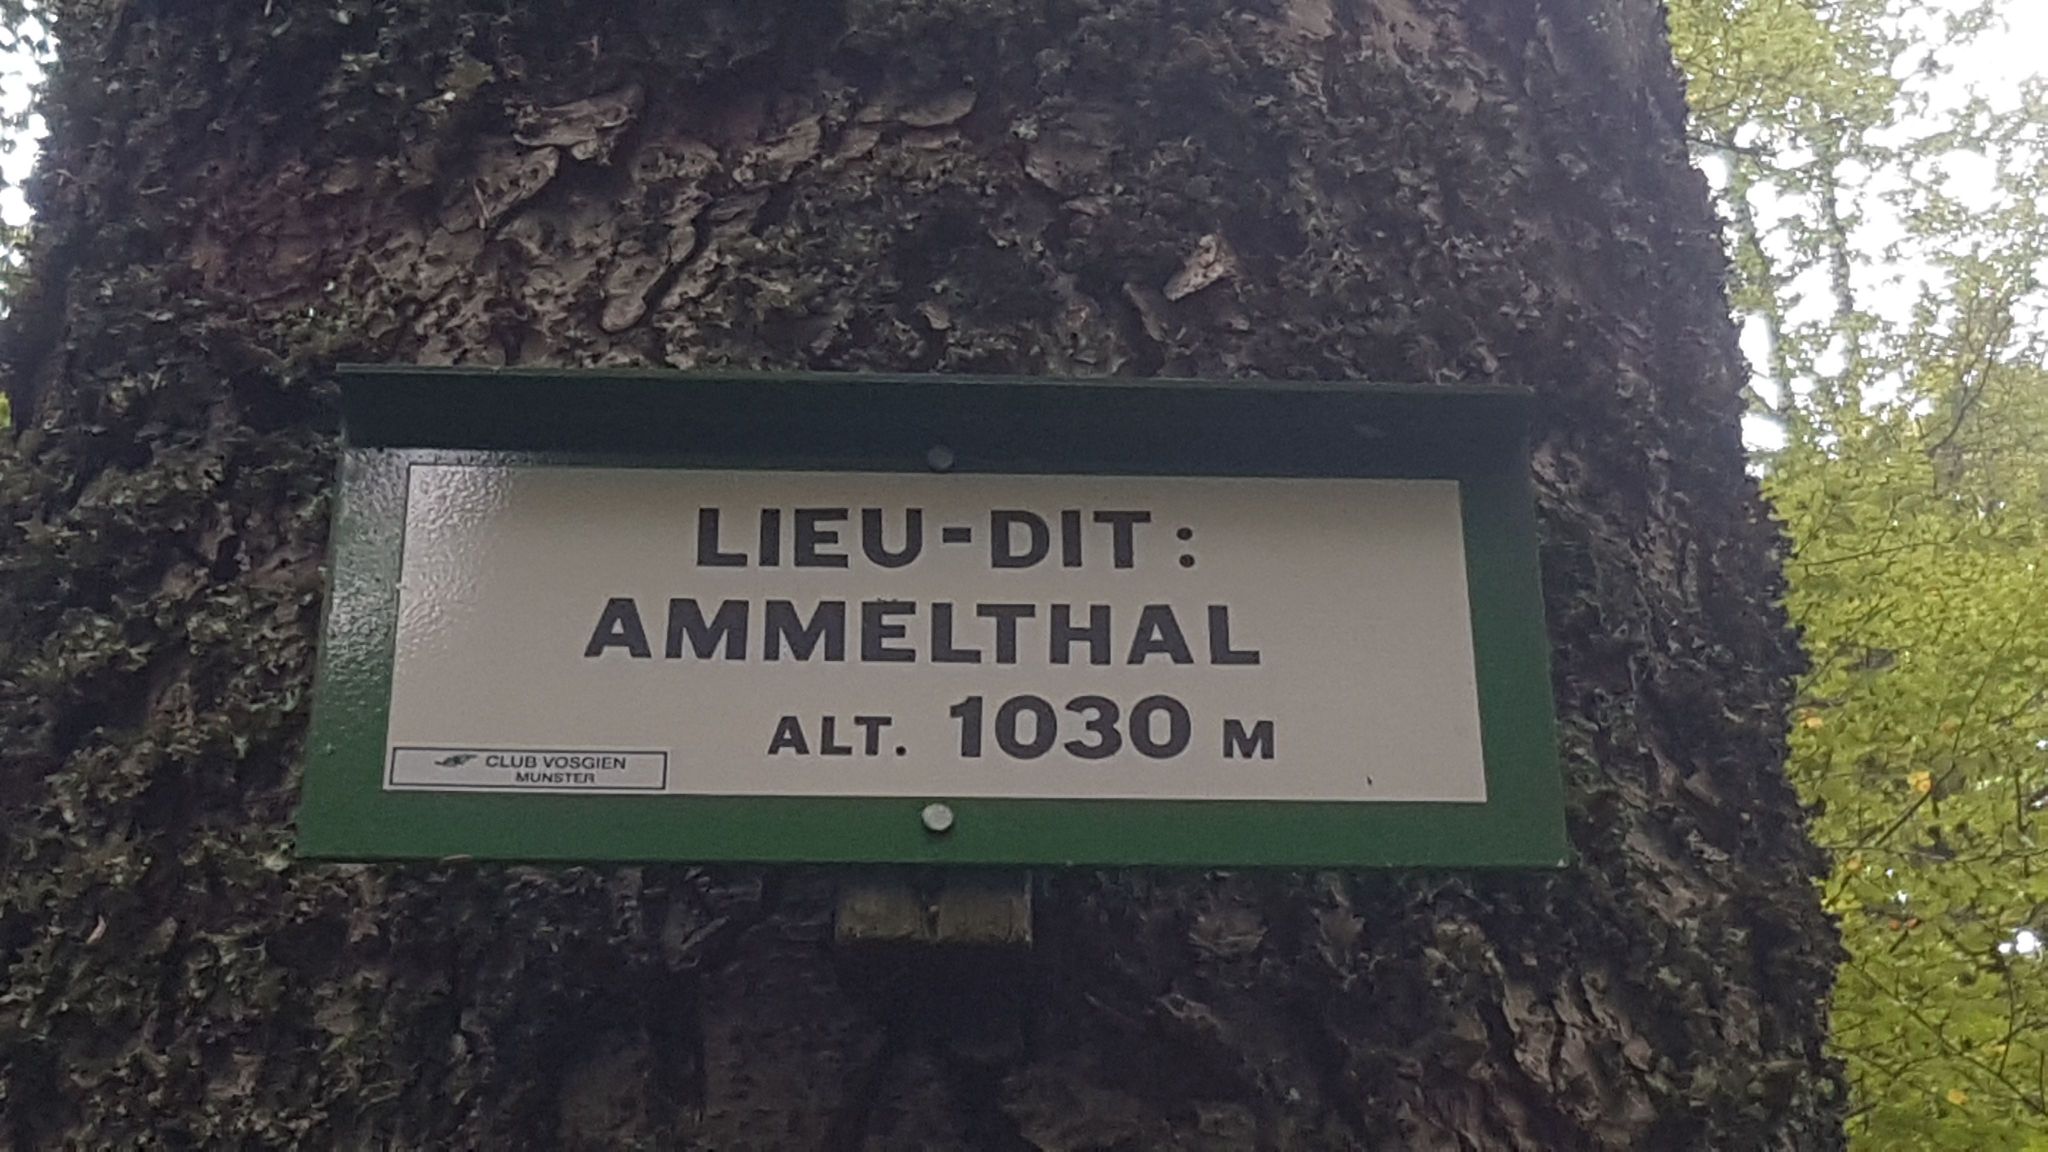 LIEU-DIT:
AMMELTHAL
ALT. 1030 M
CLUB VOSGIEN
MUNSTER